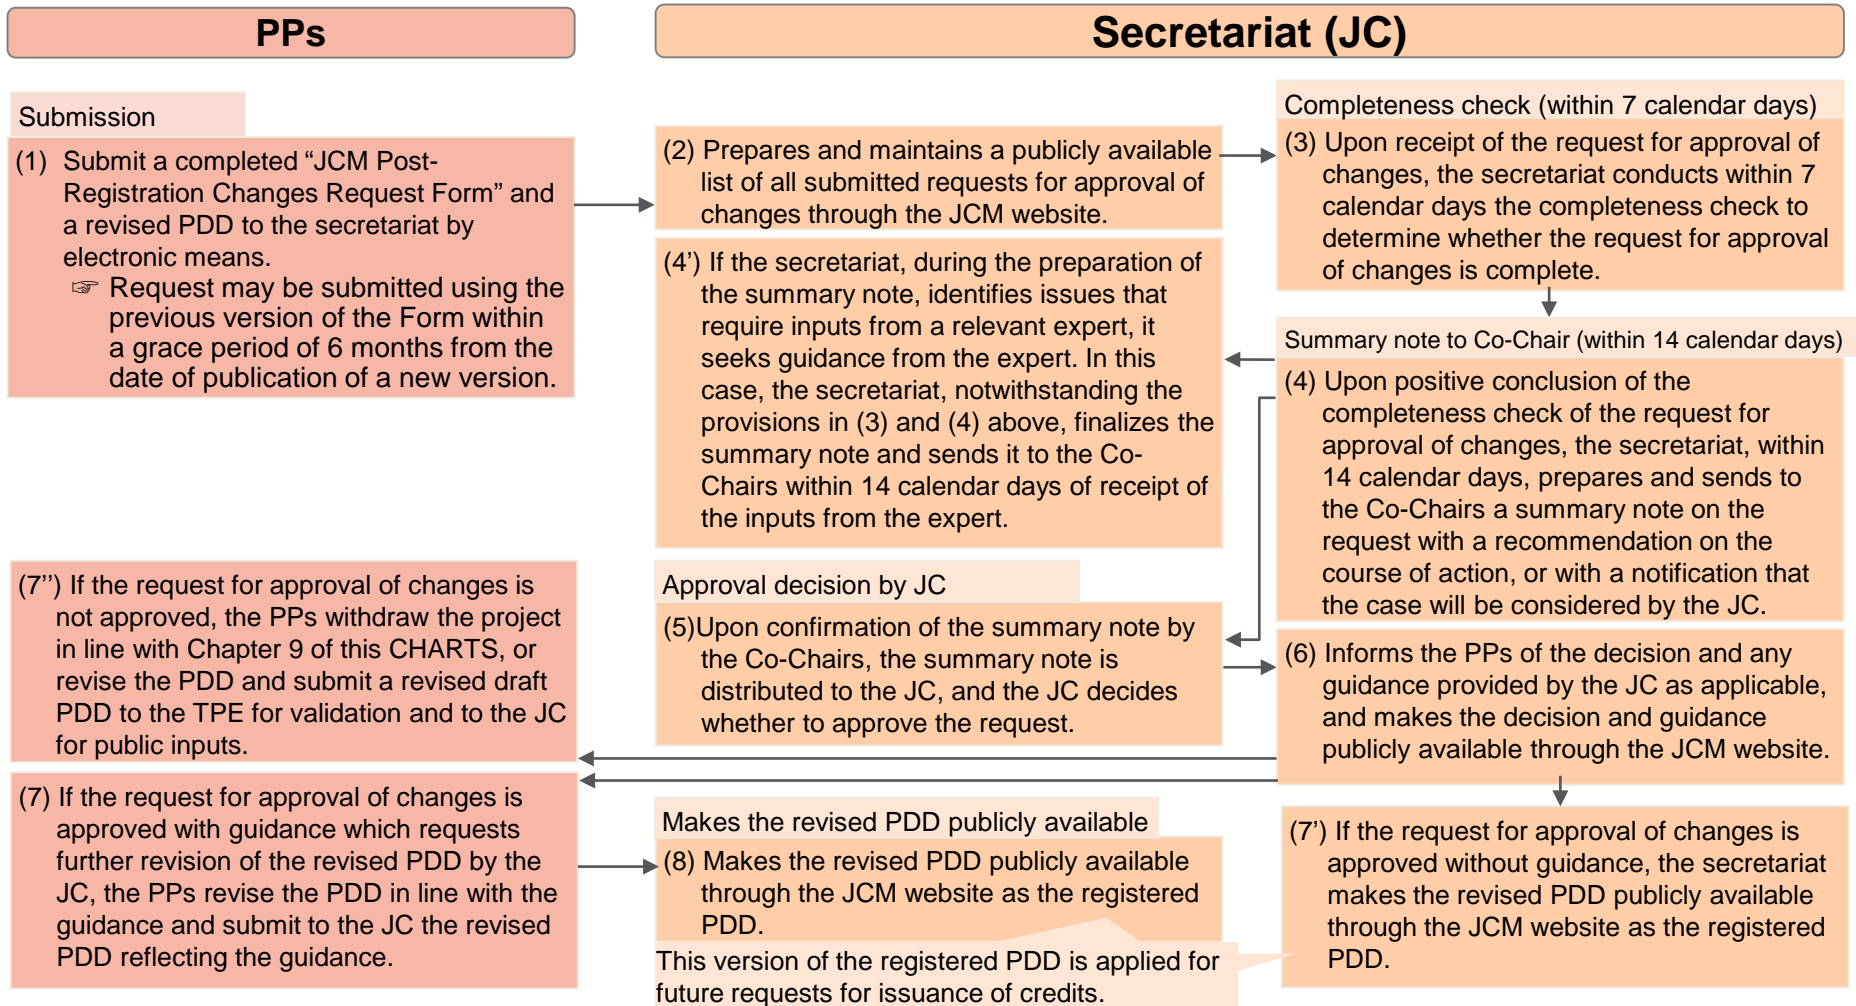 PPs
Secretariat (JC)
Submission
(1) Submit a completed “JCM Post-
Registration Changes Request Form” and
a revised PDD to the secretariat by
electronic means.
☞ Request may be submitted using the
previous version of the Form within
a grace period of 6 months from the
date of publication of a new version.
(2) Prepares and maintains a publicly available
list of all submitted requests for approval of
changes through the JCM website.
Completeness check (within 7 calendar days)
(3) Upon receipt of the request for approval of
changes, the secretariat conducts within 7
calendar days the completeness check to
determine whether the request for approval
of changes is complete.
(4’) If the secretariat, during the preparation of
the summary note, identifies issues that
require inputs from a relevant expert, it
seeks guidance from the expert. In this
case, the secretariat, notwithstanding the
provisions in (3) and (4) above, finalizes the
summary note and sends it to the Co-
Chairs within 14 calendar days of receipt of
the inputs from the expert.
Summary note to Co-Chair (within 14 calendar days)
(4) Upon positive conclusion of the
completeness check of the request for
approval of changes, the secretariat, within
14 calendar days, prepares and sends to
the Co-Chairs a summary note on the
request with a recommendation on the
course of action, or with a notification that
the case will be considered by the JC.
Approval decision by JC
(5)Upon confirmation of the summary note by
the Co-Chairs, the summary note is
distributed to the JC, and the JC decides
whether to approve the request.
(6) Informs the PPs of the decision and any
guidance provided by the JC as applicable,
and makes the decision and guidance
publicly available through the JCM website.
(7’’) If the request for approval of changes is
not approved, the PPs withdraw the project
in line with Chapter 9 of this CHARTS, or
revise the PDD and submit a revised draft
PDD to the TPE for validation and to the JC
for public inputs.
(7) If the request for approval of changes is
approved with guidance which requests
further revision of the revised PDD by the
JC, the PPs revise the PDD in line with the
guidance and submit to the JC the revised
PDD reflecting the guidance.
Makes the revised PDD publicly available
(8) Makes the revised PDD publicly available
through the JCM website as the registered
PDD.
This version of the registered PDD is applied for
future requests for issuance of credits.
(7’) If the request for approval of changes is
approved without guidance, the secretariat
makes the revised PDD publicly available
through the JCM website as the registered
PDD.